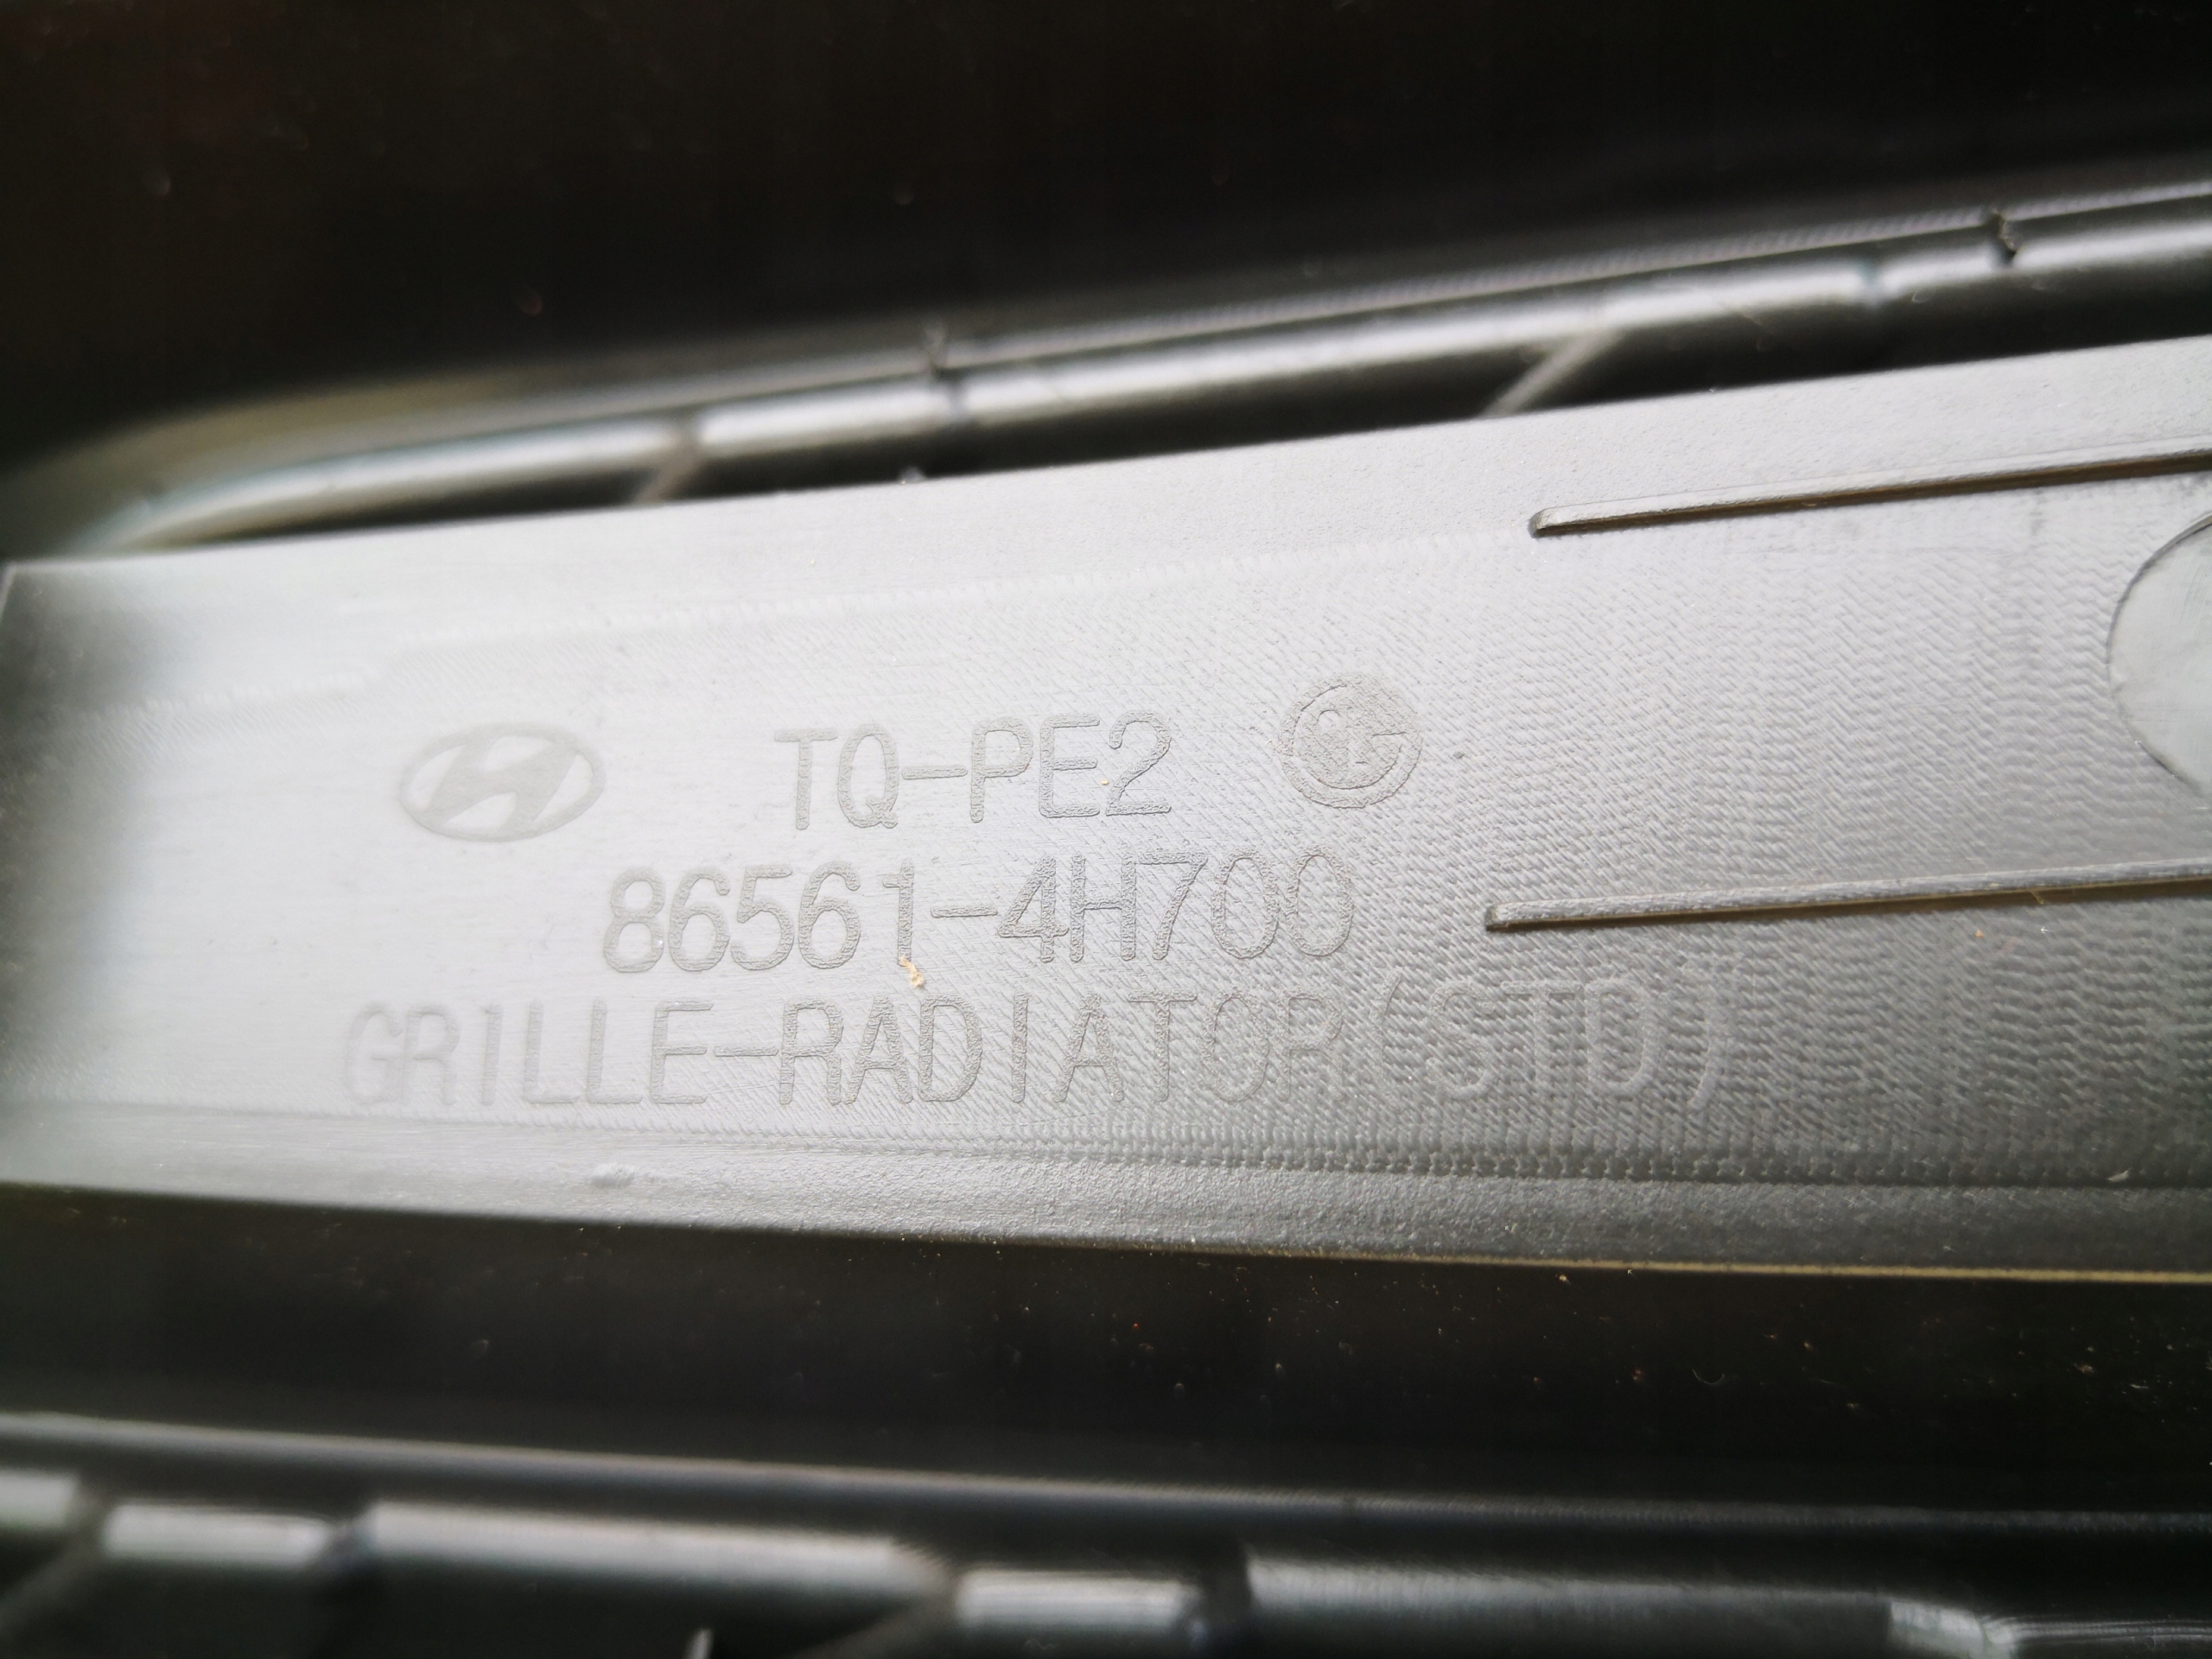 TQ-PE2
86561-4H700
GRILLE-RADIATOR(STD)